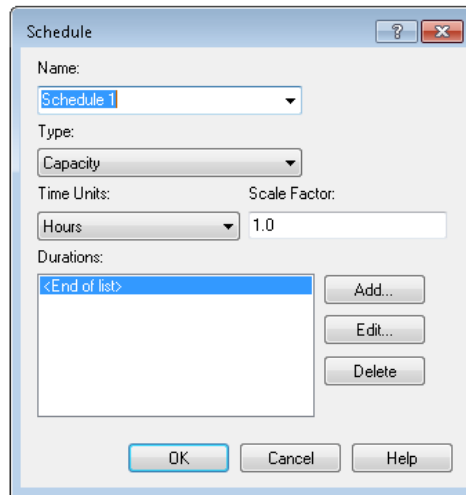 Schedule
Name:
Schedule 1
Type:
Capacity
Time Units: Scale Factor:
Hours 1.0
Durations:
<End of list>
Add...
Edit...
Delete
OK Cancel Help